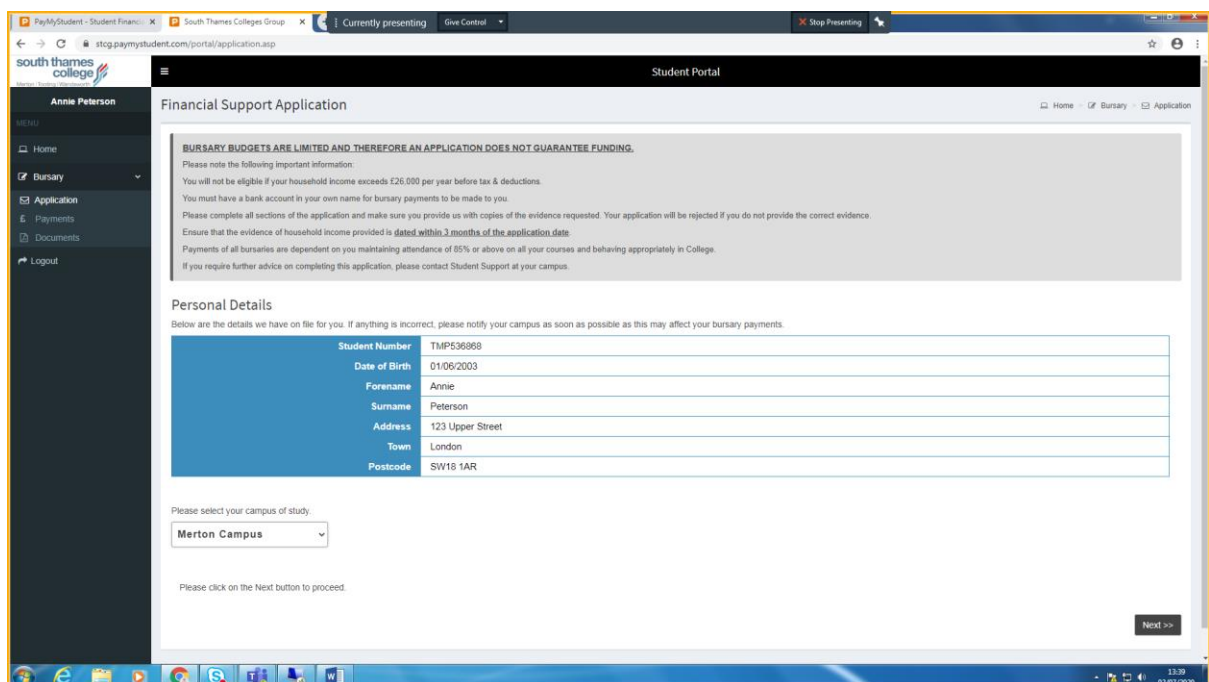 PayMyStudent - Student Financi
South Thames Colleges Group
Currently presenting
Give Control
Stop Presenting
stcg.paymystudent.com/portal/application.asp
south thames
college
Merton / Tooting / Wandsworth
Student Portal
Annie Peterson
MENU
Home
Bursary
Application
£ Payments
Documents
Logout
Financial Support Application
Home > Bursary > Application
BURSARY BUDGETS ARE LIMITED AND THEREFORE AN APPLICATION DOES NOT GUARANTEE FUNDING.
Please note the following important information:
You will not be eligible if your household income exceeds £26,000 per year before tax & deductions.
You must have a bank account in your own name for bursary payments to be made to you.
Please complete all sections of the application and make sure you provide us with copies of the evidence requested. Your application will be rejected if you do not provide the correct evidence.
Ensure that the evidence of household income provided is dated within 3 months of the application date.
Payments of all bursaries are dependent on you maintaining attendance of 85% or above on all your courses and behaving appropriately in College.
If you require further advice on completing this application, please contact Student Support at your campus.
Personal Details
Below are the details we have on file for you. If anything is incorrect, please notify your campus as soon as possible as this may affect your bursary payments.
Student Number TMP536868
Date of Birth 01/06/2003
Forename Annie
Surname Peterson
Address 123 Upper Street
Town London
Postcode SW18 1AR
Please select your campus of study.
Merton Campus
Please click on the Next button to proceed.
Next >>
13:39